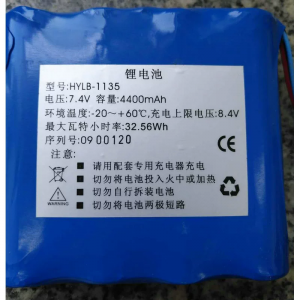 锂电池
型号:HYLB-1135
电压:7.4V 容量:4400mAh
环境温度:-20～+60℃,充电上限电压:8.4V
最大瓦特小时率:32.56Wh
序列号:0900120
注意:
请用配套专用充电器充电
切勿将电池投入火中或加热
切勿自行拆装电池
切勿将电池两极短路